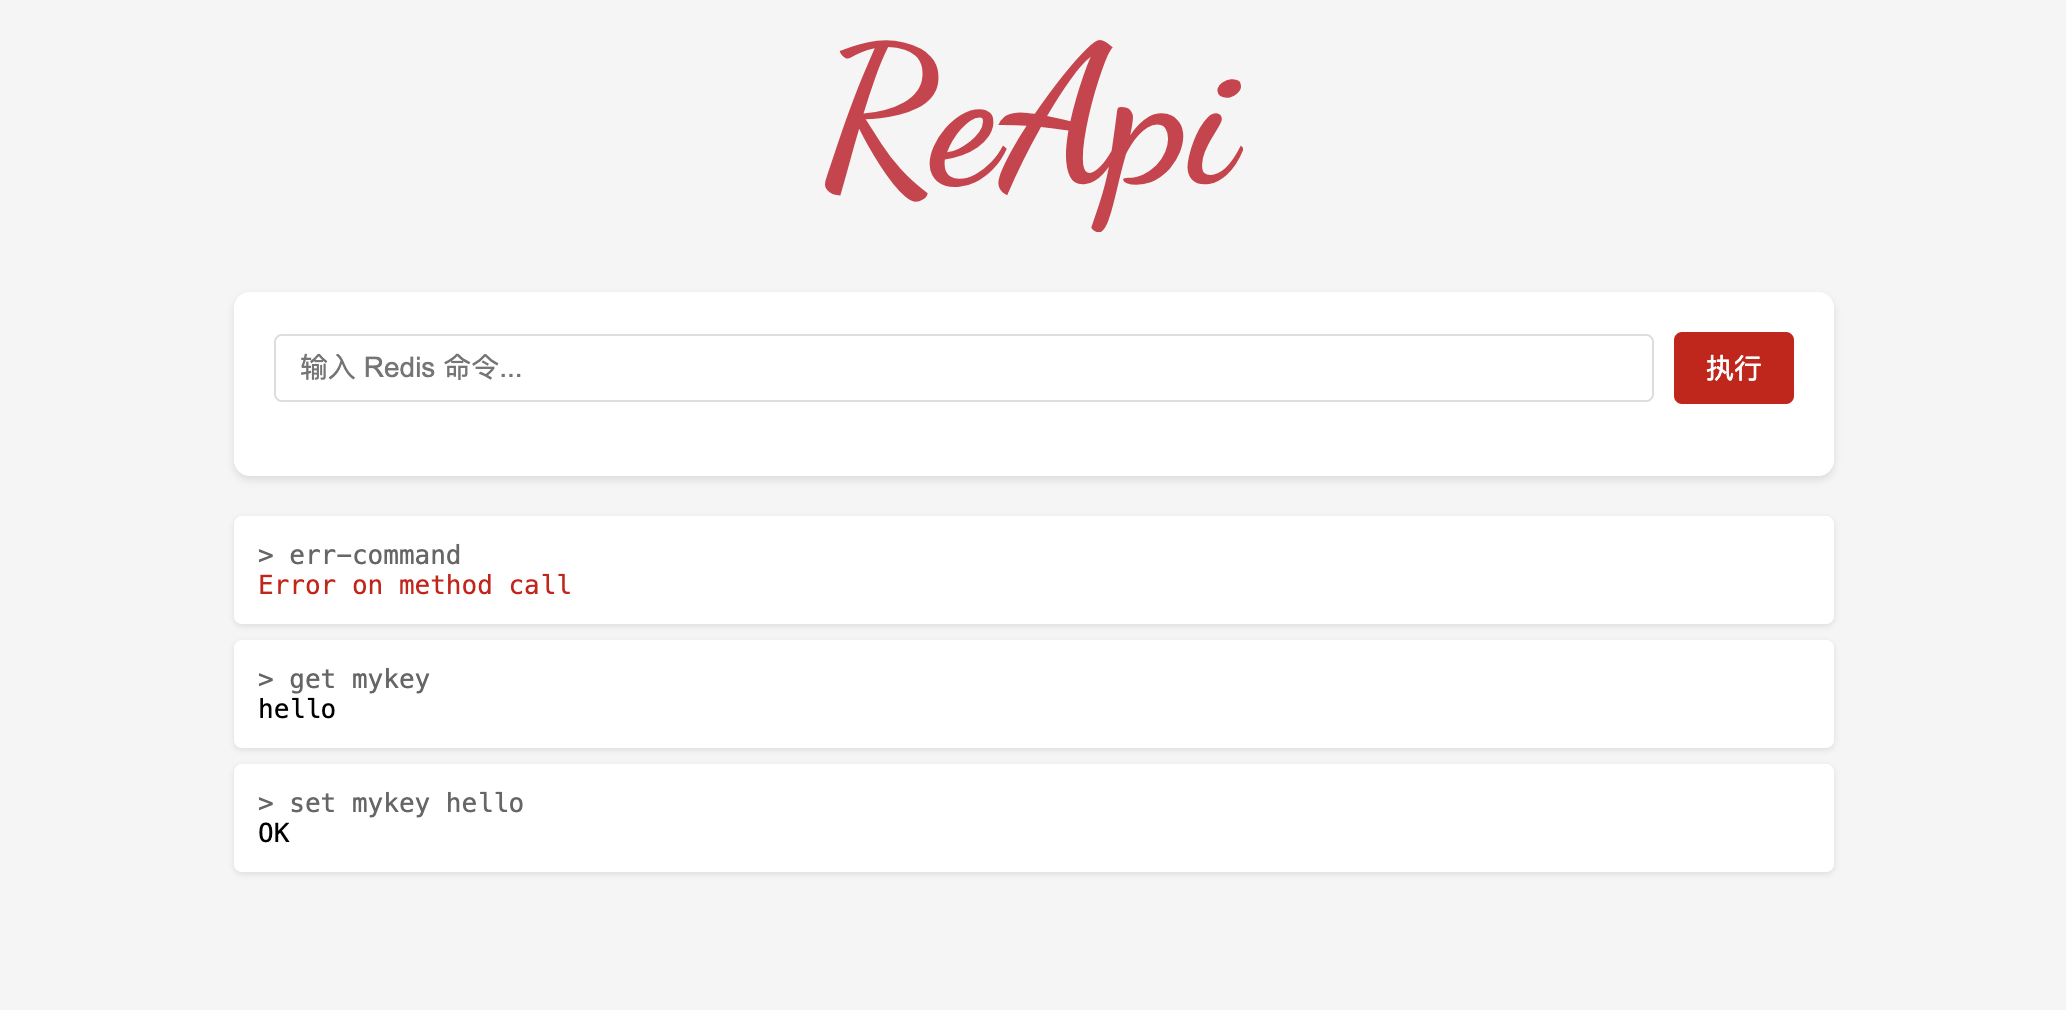 ReApi
输入 Redis 命令...
执行
> err-command
Error on method call
> get mykey
hello
> set mykey hello
OK